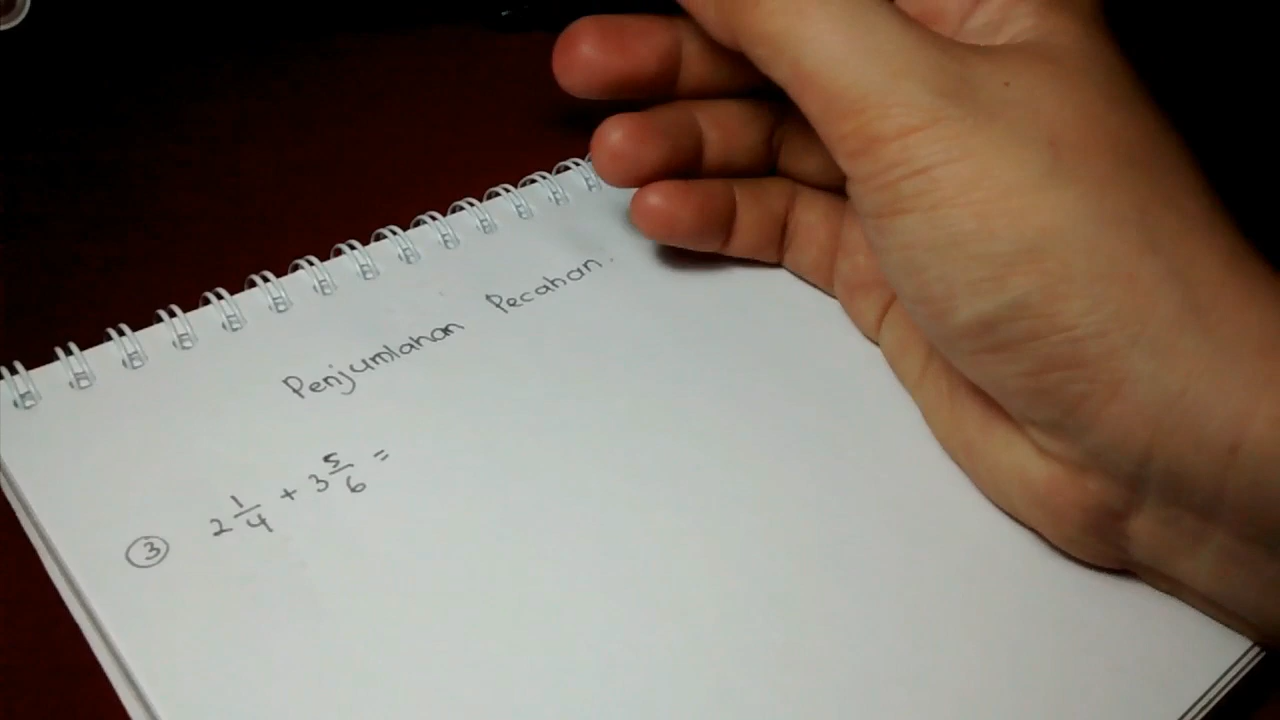 Penjumlahan Pecahan.
③ 2 1/4 + 3 5/6 =